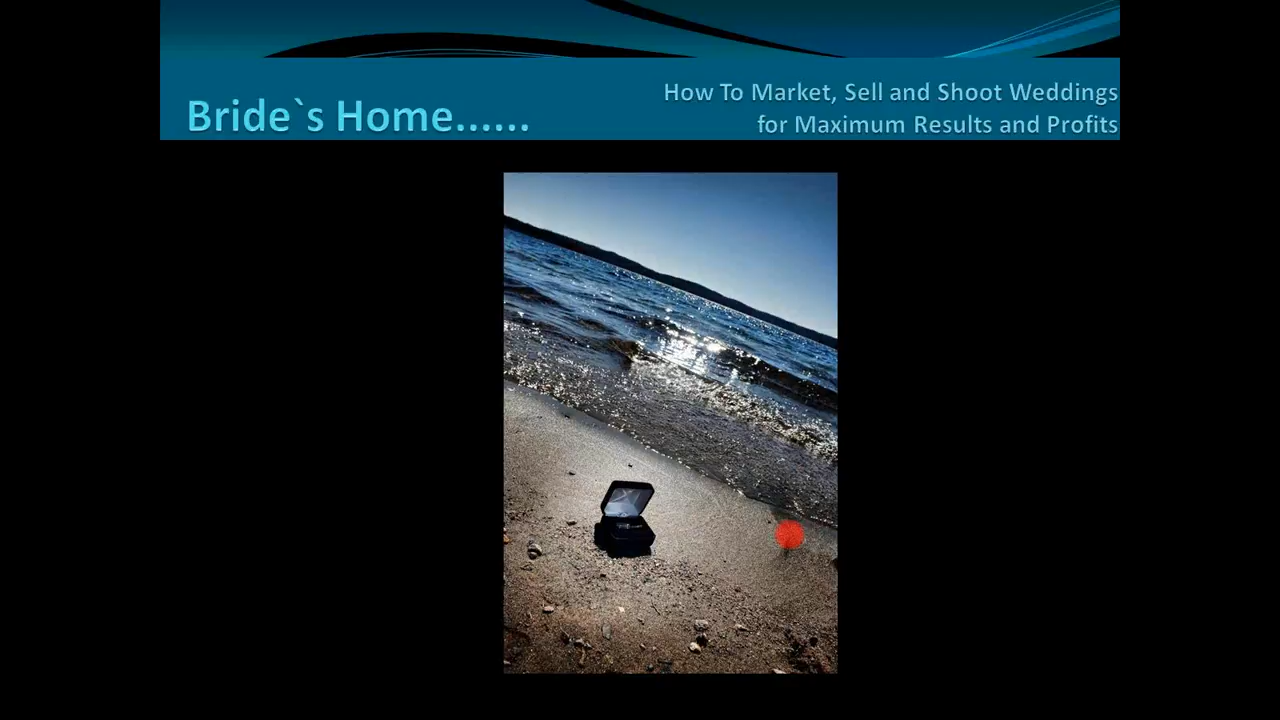 Bride`s Home......
How To Market, Sell and Shoot Weddings
for Maximum Results and Profits